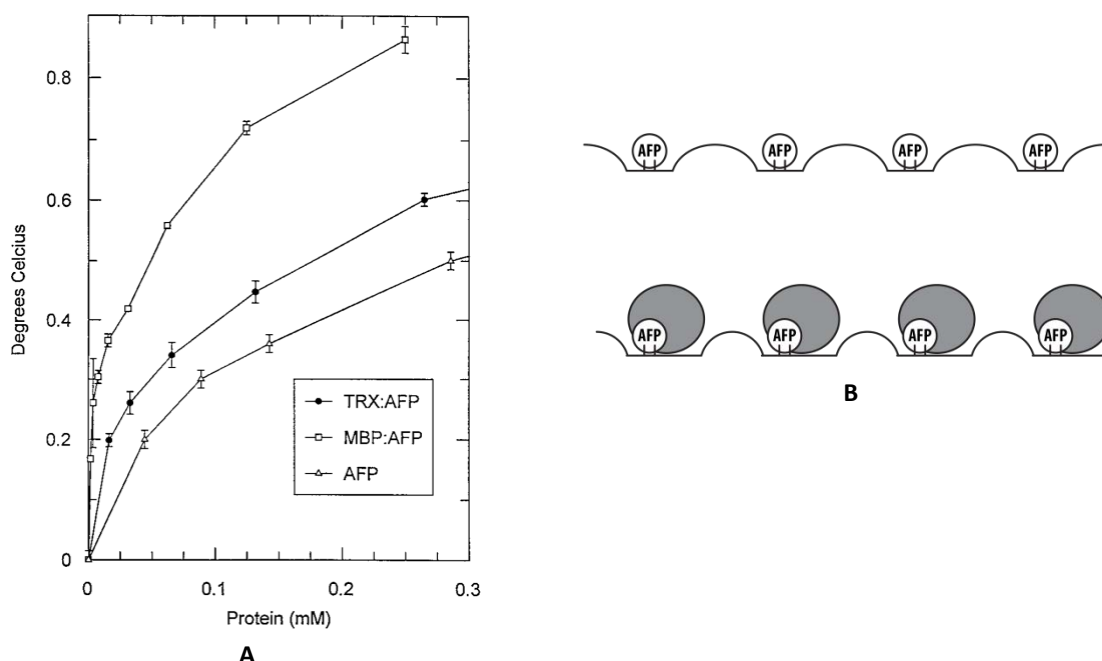 0.8
0.6
0.4
0.2
0
Degrees Celcius
TRX:AFP
MBP:AFP
AFP
0 0.1 0.2 0.3
Protein (mM)
A
AFP AFP AFP AFP
AFP AFP AFP AFP
B